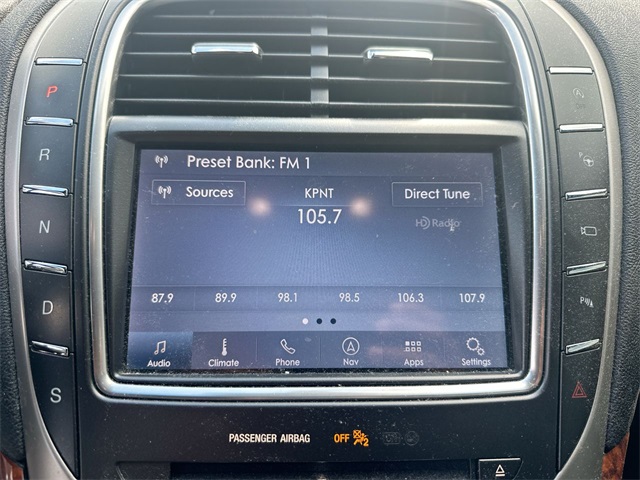 Preset Bank: FM 1
Sources
KPNT
Direct Tune
105.7
HD Radio
87.9 89.9 98.1 98.5 106.3 107.9
Audio Climate Phone Nav Apps Settings
P
R
N
D
S
PASSENGER AIRBAG OFF 2